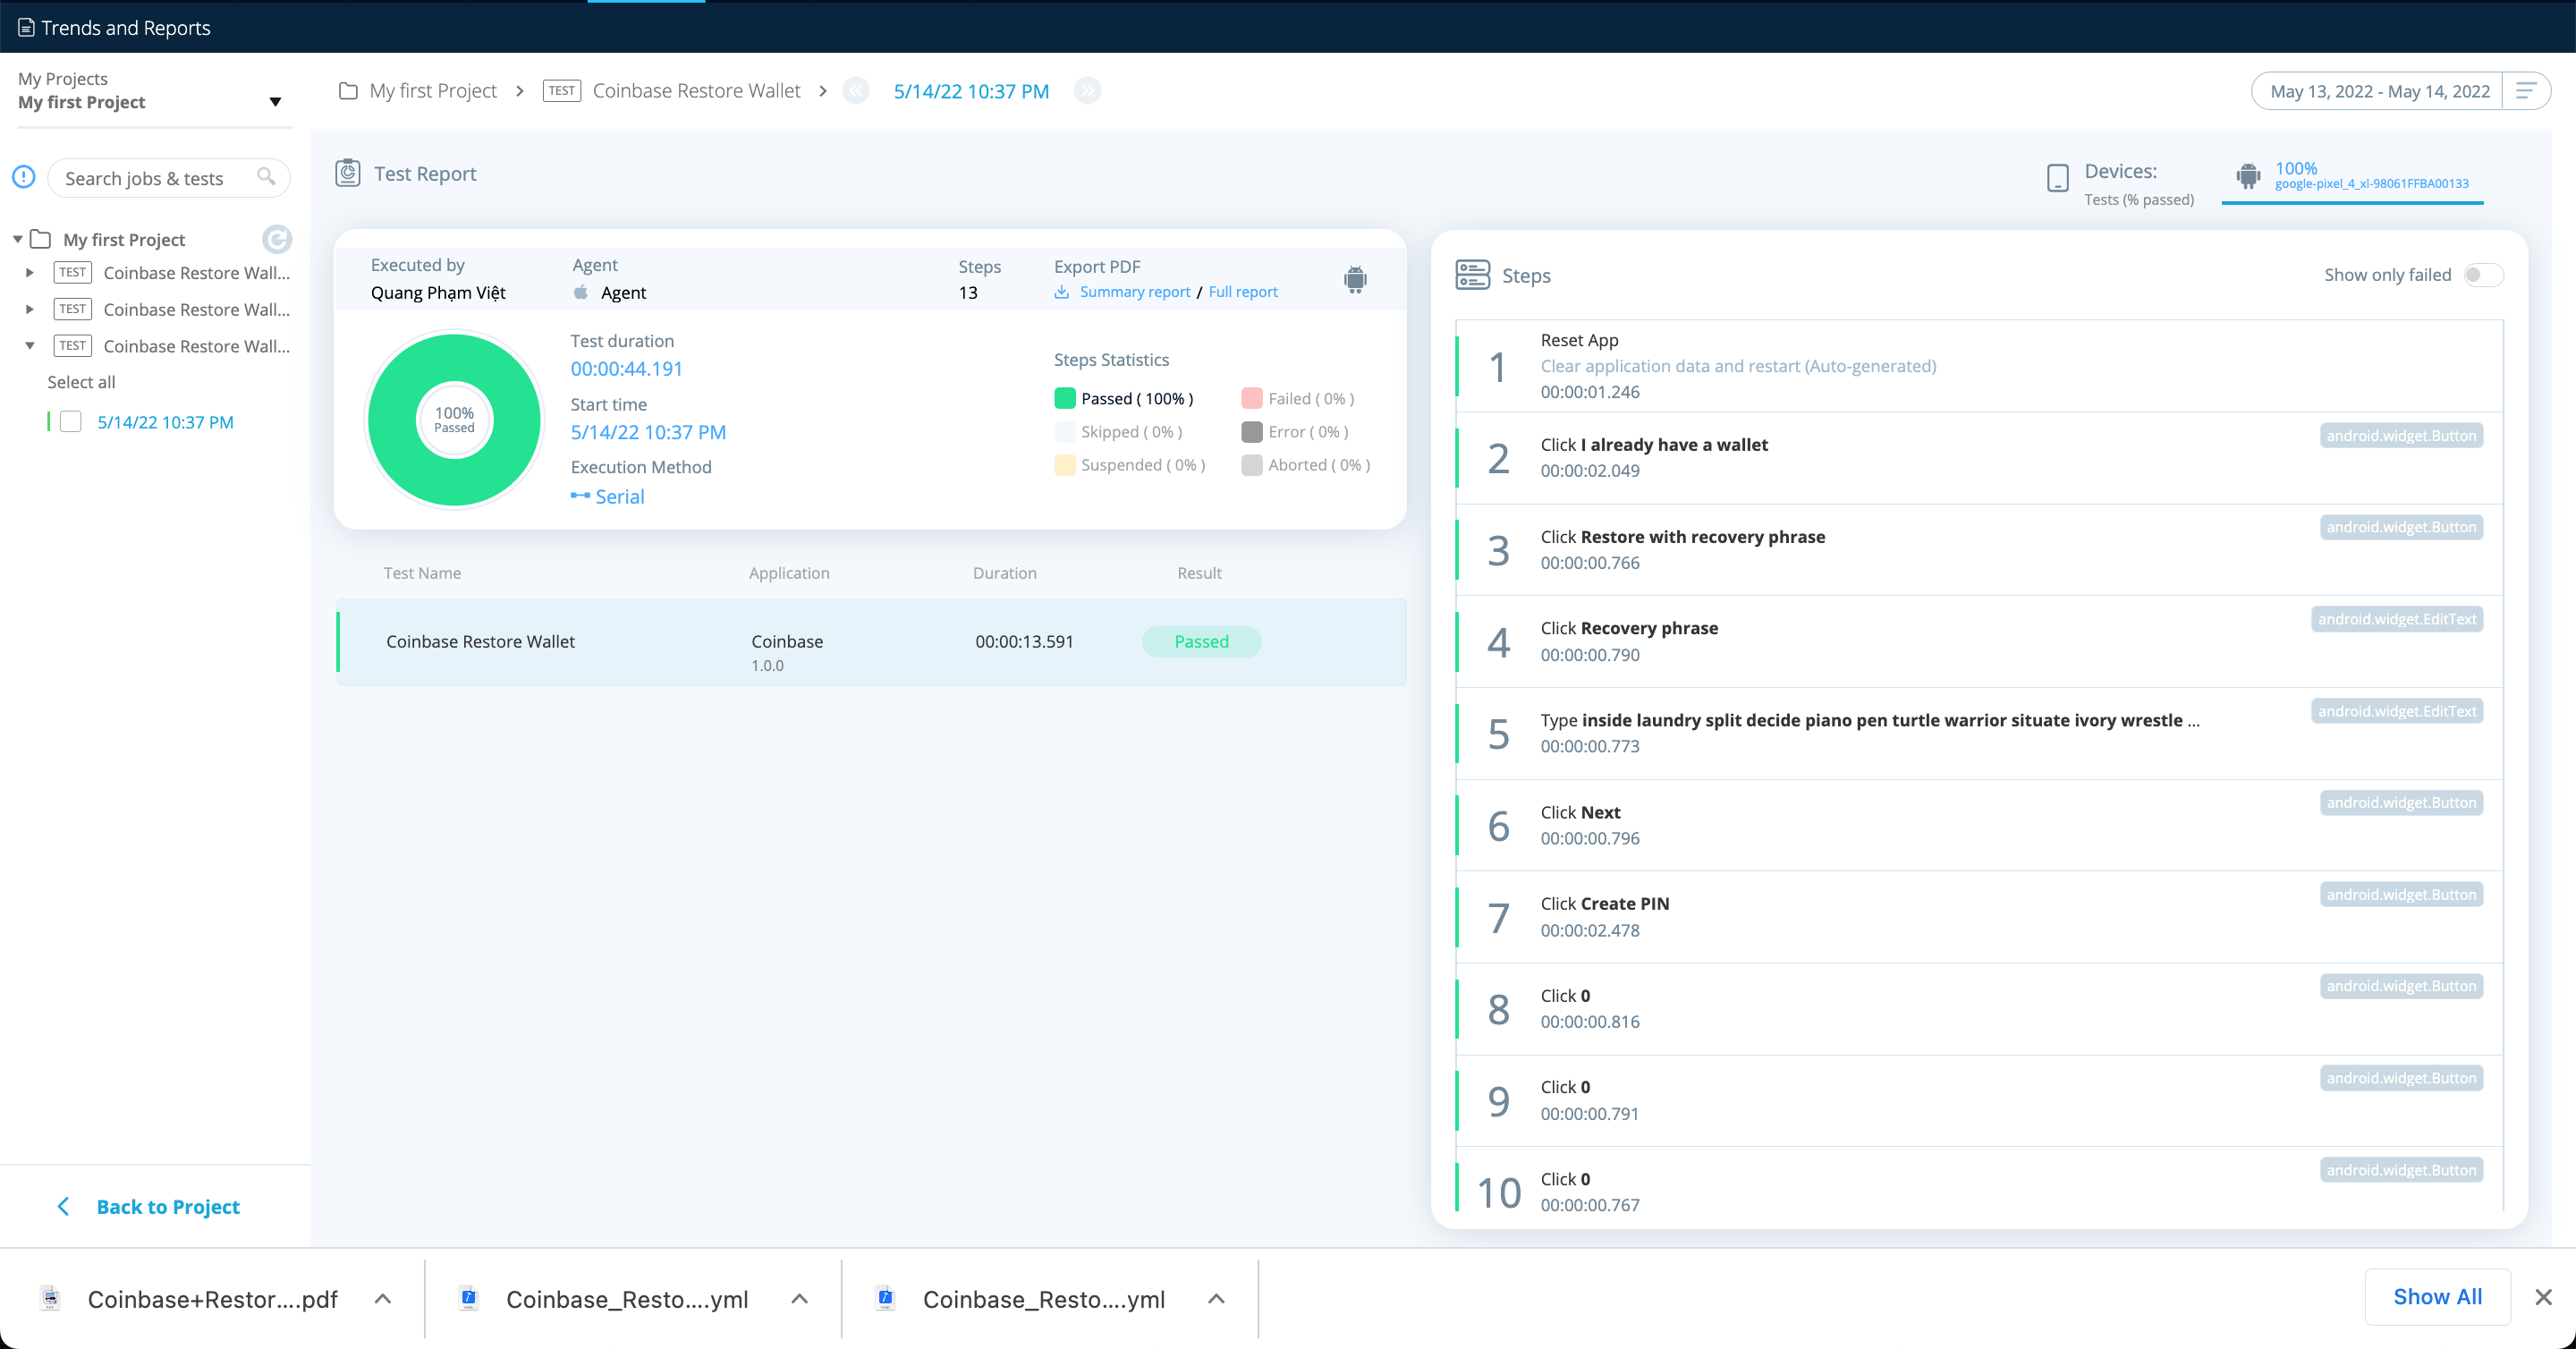 Trends and Reports
My Projects
My first Project
My first Project
TEST
Coinbase Restore Wallet
5/14/22 10:37 PM
May 13, 2022 - May 14, 2022
Search jobs & tests
My first Project
TEST Coinbase Restore Wall...
TEST Coinbase Restore Wall...
TEST Coinbase Restore Wall...
Select all
5/14/22 10:37 PM
Back to Project
Test Report
Devices:
Tests (% passed)
100%
google-pixel_4_xl-98061FFBA00133
Executed by
Quang Phạm Việt
Agent
Agent
Steps
13
Export PDF
Summary report / Full report
100%
Passed
Test duration
00:00:44.191
Start time
5/14/22 10:37 PM
Execution Method
Serial
Steps Statistics
Passed ( 100% )
Failed ( 0% )
Skipped ( 0% )
Error ( 0% )
Suspended ( 0% )
Aborted ( 0% )
Test Name Application Duration Result
Coinbase Restore Wallet
Coinbase
1.0.0
00:00:13.591
Passed
Steps
Show only failed
1
Reset App
Clear application data and restart (Auto-generated)
00:00:01.246
2
Click I already have a wallet
00:00:02.049
android.widget.Button
3
Click Restore with recovery phrase
00:00:00.766
android.widget.Button
4
Click Recovery phrase
00:00:00.790
android.widget.EditText
5
Type inside laundry split decide piano pen turtle warrior situate ivory wrestle ...
00:00:00.773
android.widget.EditText
6
Click Next
00:00:00.796
android.widget.Button
7
Click Create PIN
00:00:02.478
android.widget.Button
8
Click 0
00:00:00.816
android.widget.Button
9
Click 0
00:00:00.791
android.widget.Button
10
Click 0
00:00:00.767
android.widget.Button
Coinbase+Restor....pdf
Coinbase_Resto....yml
Coinbase_Resto....yml
Show All